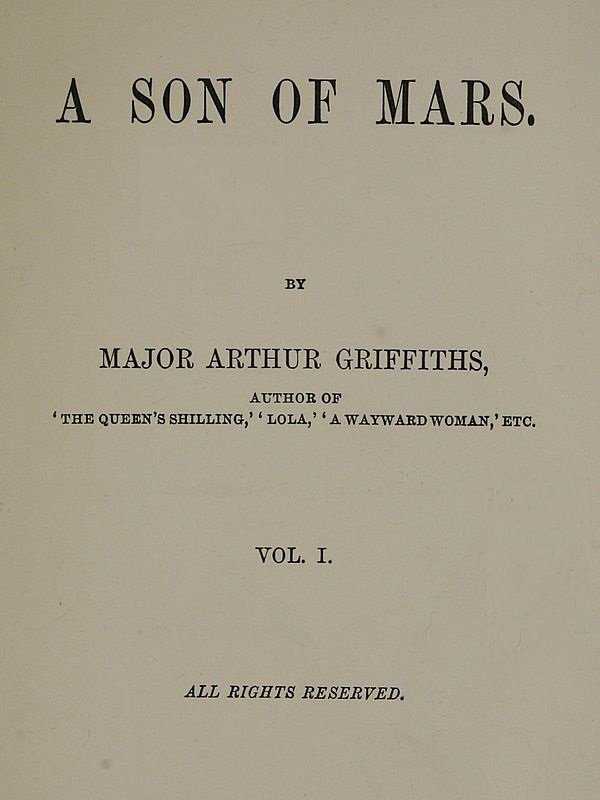 A SON OF MARS.
BY
MAJOR ARTHUR GRIFFITHS,
AUTHOR OF
‘THE QUEEN’S SHILLING,’ ‘LOLA,’ ‘A WAYWARD WOMAN,’ ETC.
VOL. I.
ALL RIGHTS RESERVED.